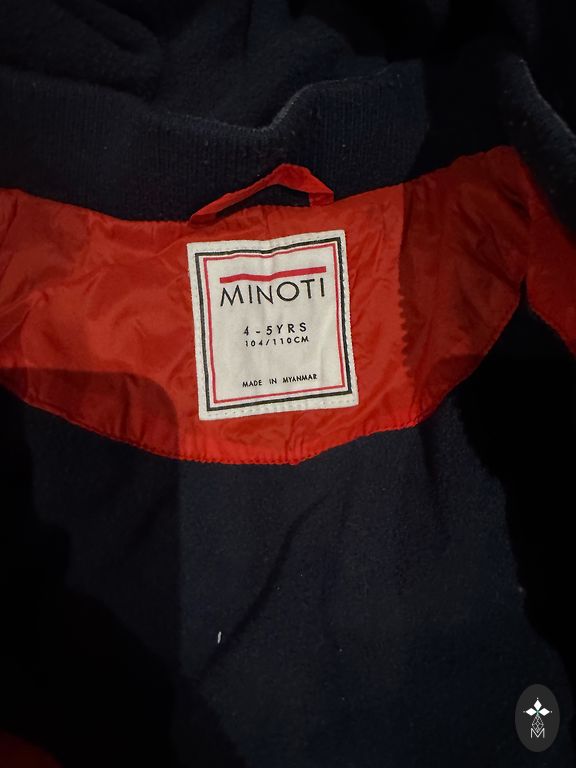 MINOTI
4 - 5YRS
104/110CM
MADE IN MYANMAR
M